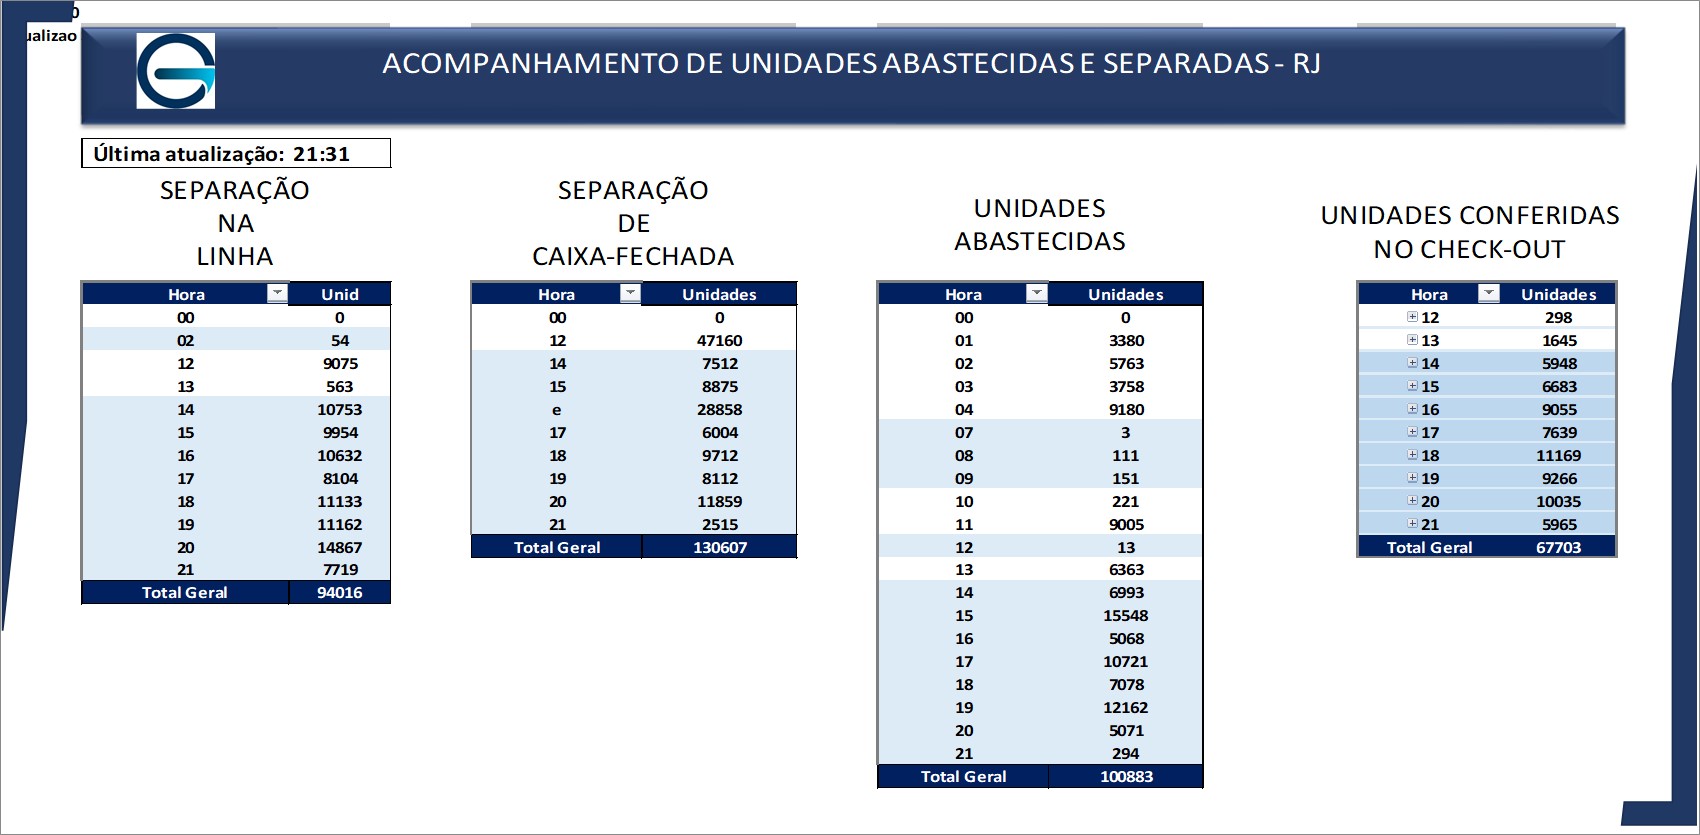 0
ualizao
ACOMPANHAMENTO DE UNIDADES ABASTECIDAS E SEPARADAS - RJ
Última atualização: 21:31
SEPARAÇÃO
NA
LINHA
Hora Unid
00 0
02 54
12 9075
13 563
14 10753
15 9954
16 10632
17 8104
18 11133
19 11162
20 14867
21 7719
Total Geral 94016
SEPARAÇÃO
DE
CAIXA-FECHADA
Hora Unidades
00 0
12 47160
14 7512
15 8875
e 28858
17 6004
18 9712
19 8112
20 11859
21 2515
Total Geral 130607
UNIDADES
ABASTECIDAS
Hora Unidades
00 0
01 3380
02 5763
03 3758
04 9180
07 3
08 111
09 151
10 221
11 9005
12 13
13 6363
14 6993
15 15548
16 5068
17 10721
18 7078
19 12162
20 5071
21 294
Total Geral 100883
UNIDADES CONFERIDAS
NO CHECK-OUT
Hora Unidades
12 298
13 1645
14 5948
15 6683
16 9055
17 7639
18 11169
19 9266
20 10035
21 5965
Total Geral 67703